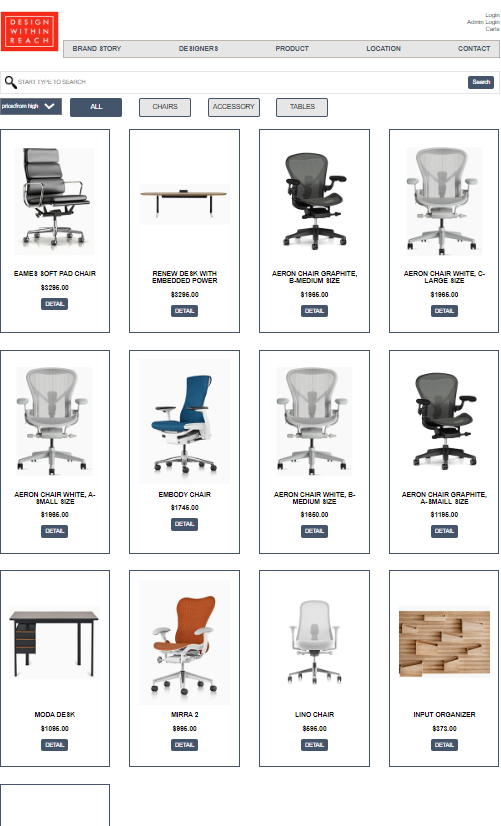 DESIGN
WITHIN
REACH
Login
Admin Login
Carts
BRAND STORY
DESIGNERS
PRODUCT
LOCATION
CONTACT
START TYPE TO SEARCH
Search
price:from high
ALL
CHAIRS
ACCESSORY
TABLES
EAMES SOFT PAD CHAIR
$3295.00
DETAIL
RENEW DESK WITH
EMBEDDED POWER
$3295.00
DETAIL
AERON CHAIR GRAPHITE,
B-MEDIUM SIZE
$1995.00
DETAIL
AERON CHAIR WHITE, C-
LARGE SIZE
$1995.00
DETAIL
AERON CHAIR WHITE, A-
SMALL SIZE
$1995.00
DETAIL
EMBODY CHAIR
$1745.00
DETAIL
AERON CHAIR WHITE, B-
MEDIUM SIZE
$1650.00
DETAIL
AERON CHAIR GRAPHITE,
A-SMAILL SIZE
$1195.00
DETAIL
MODA DESK
$1095.00
DETAIL
MIRRA 2
$995.00
DETAIL
LINO CHAIR
$595.00
DETAIL
INPUT ORGANIZER
$373.00
DETAIL